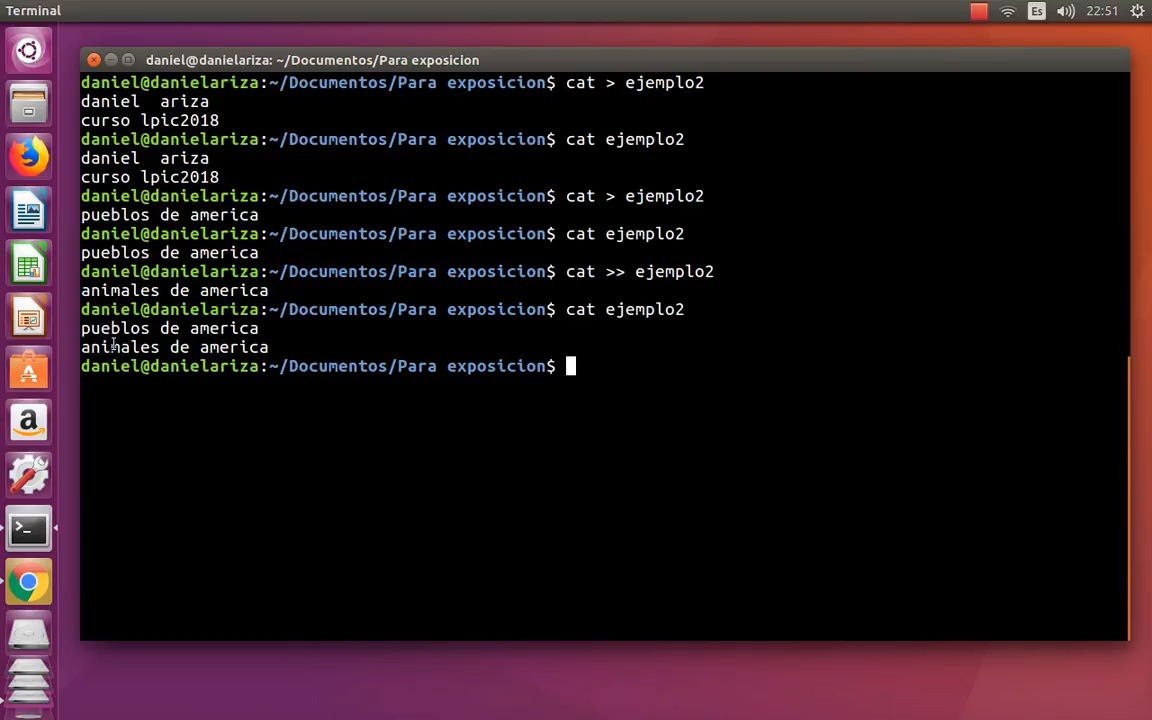 Terminal
Es
22:51
daniel@danielariza: ~/Documentos/Para exposicion
daniel@danielariza:~/Documentos/Para exposicion$ cat > ejemplo2
daniel  ariza
curso lpic2018
daniel@danielariza:~/Documentos/Para exposicion$ cat ejemplo2
daniel  ariza
curso lpic2018
daniel@danielariza:~/Documentos/Para exposicion$ cat > ejemplo2
pueblos de america
daniel@danielariza:~/Documentos/Para exposicion$ cat ejemplo2
pueblos de america
daniel@danielariza:~/Documentos/Para exposicion$ cat >> ejemplo2
animales de america
daniel@danielariza:~/Documentos/Para exposicion$ cat ejemplo2
pueblos de america
animales de america
daniel@danielariza:~/Documentos/Para exposicion$